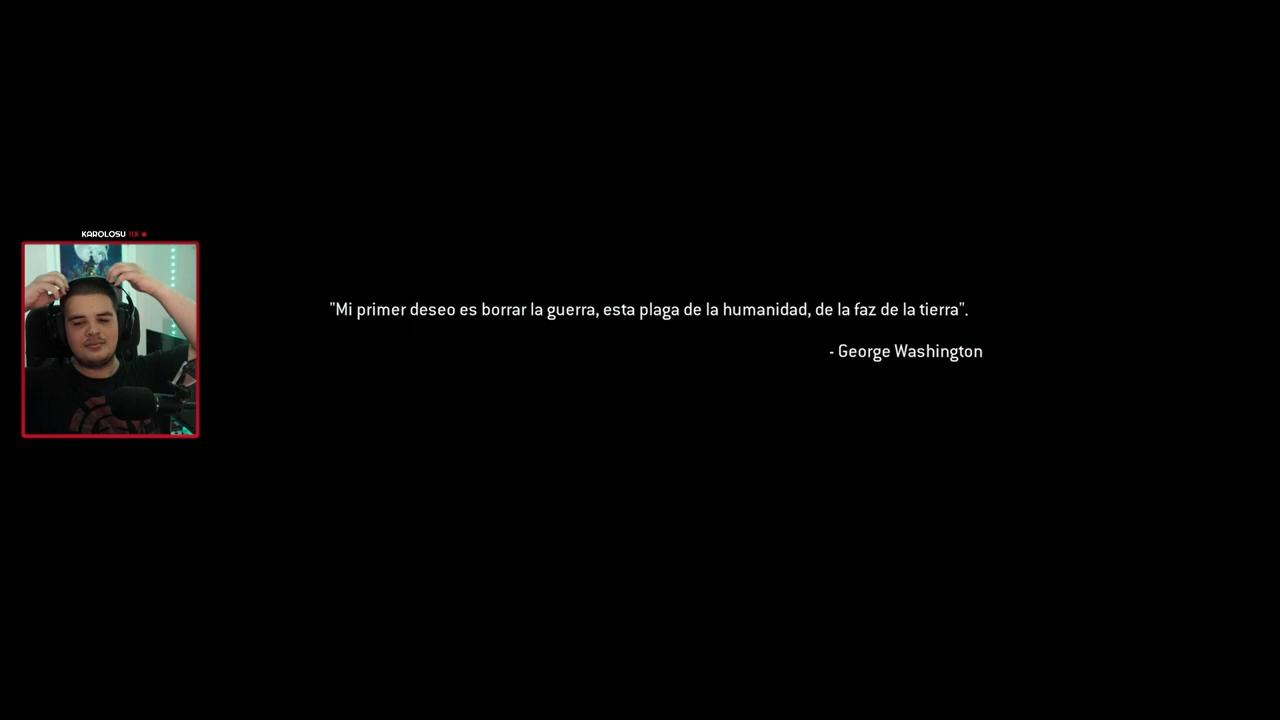 KAROLOSU 11X
"Mi primer deseo es borrar la guerra, esta plaga de la humanidad, de la faz de la tierra".
- George Washington